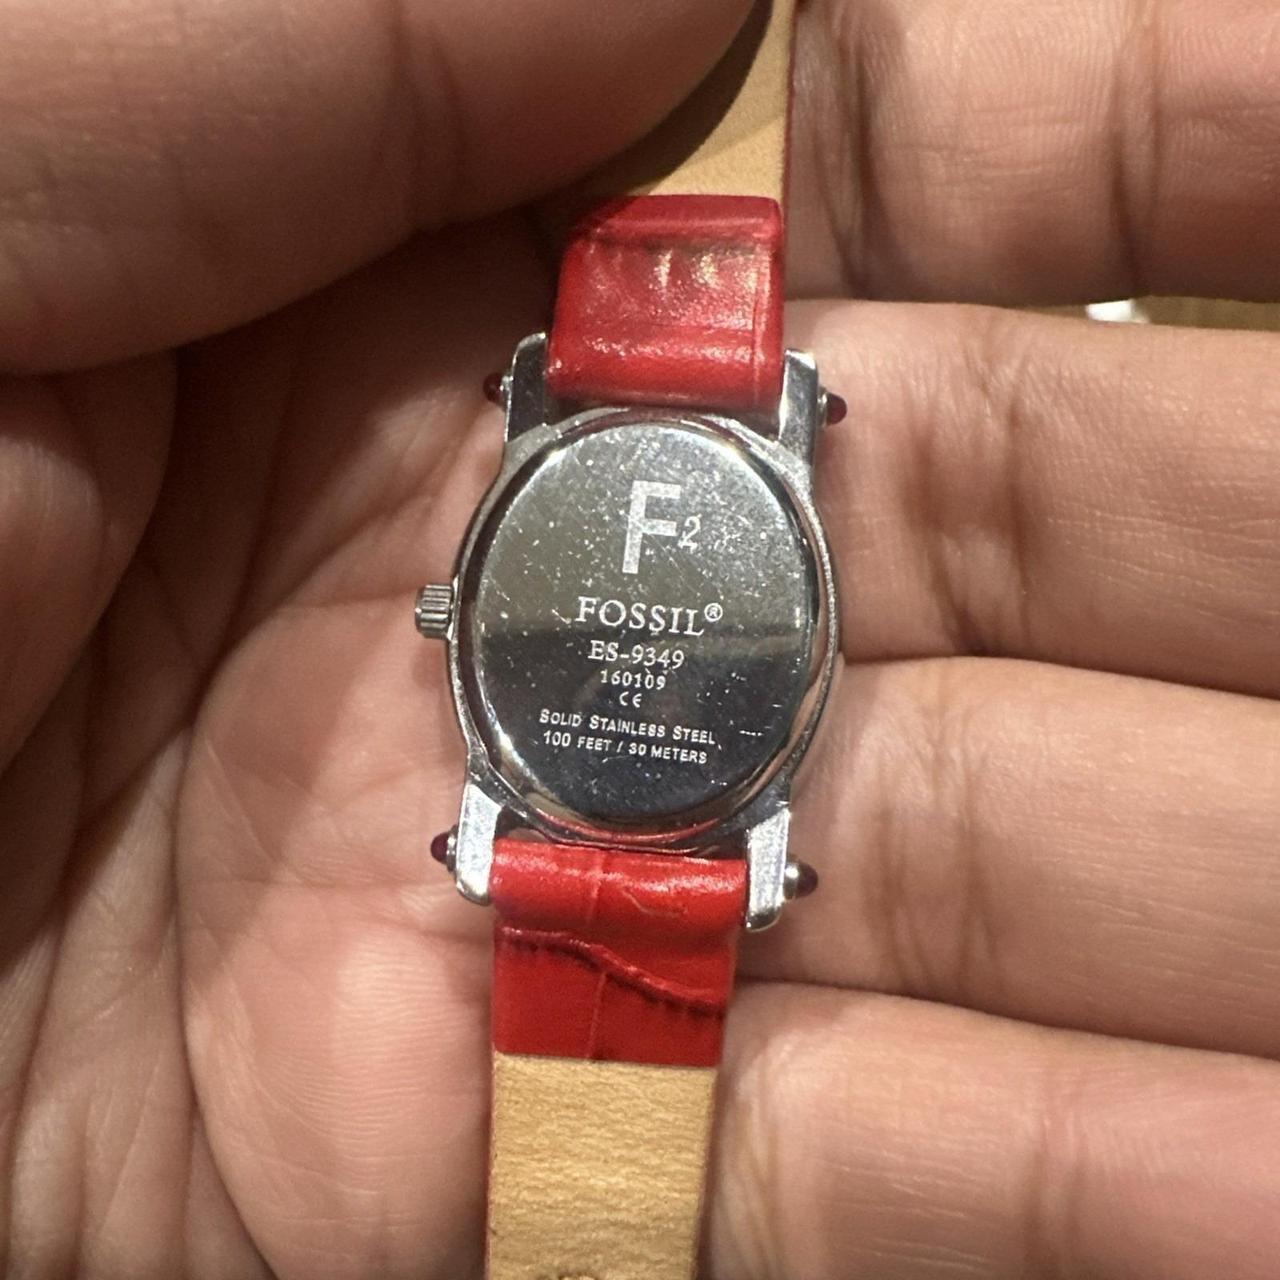 F2
FOSSIL®
ES-9349
160109
CE
SOLID STAINLESS STEEL
100 FEET / 30 METERS